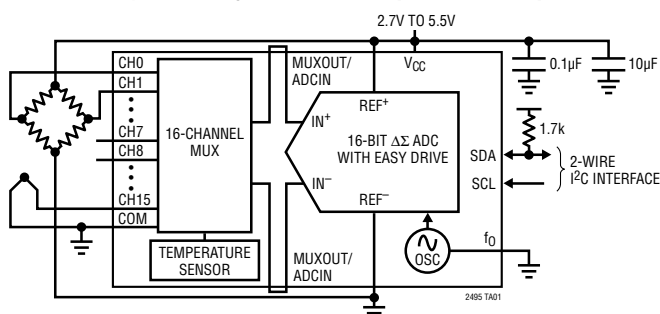 2.7V TO 5.5V
CH0
CH1
CH7
CH8
CH15
COM
16-CHANNEL
MUX
TEMPERATURE
SENSOR
MUXOUT/
ADCIN
MUXOUT/
ADCIN
VCC
REF+
IN+
16-BIT ΔΣ ADC
WITH EASY DRIVE
IN–
REF–
OSC
0.1µF
10µF
1.7k
SDA
SCL
2-WIRE
I2C INTERFACE
fO
2495 TA01